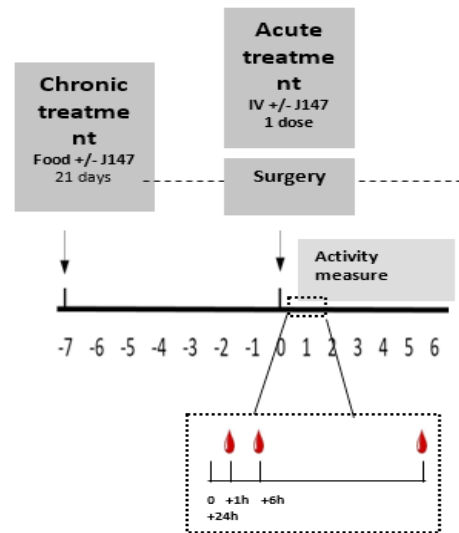 Acute
treatme
nt
IV +/- J147
1 dose
Chronic
treatme
nt
Food +/- J147
21 days
Surgery
Activity
measure
-7 -6 -5 -4 -3 -2 -1 0 1 2 3 4 5 6
0 +1h +6h
+24h